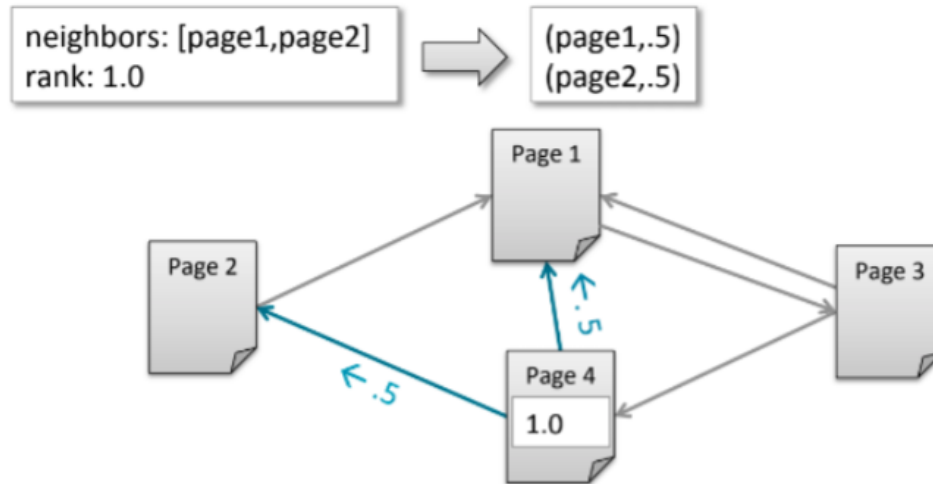 neighbors: [page1,page2]
rank: 1.0
(page1,.5)
(page2,.5)
Page 1
Page 2
Page 3
← .5
← .5
Page 4
1.0